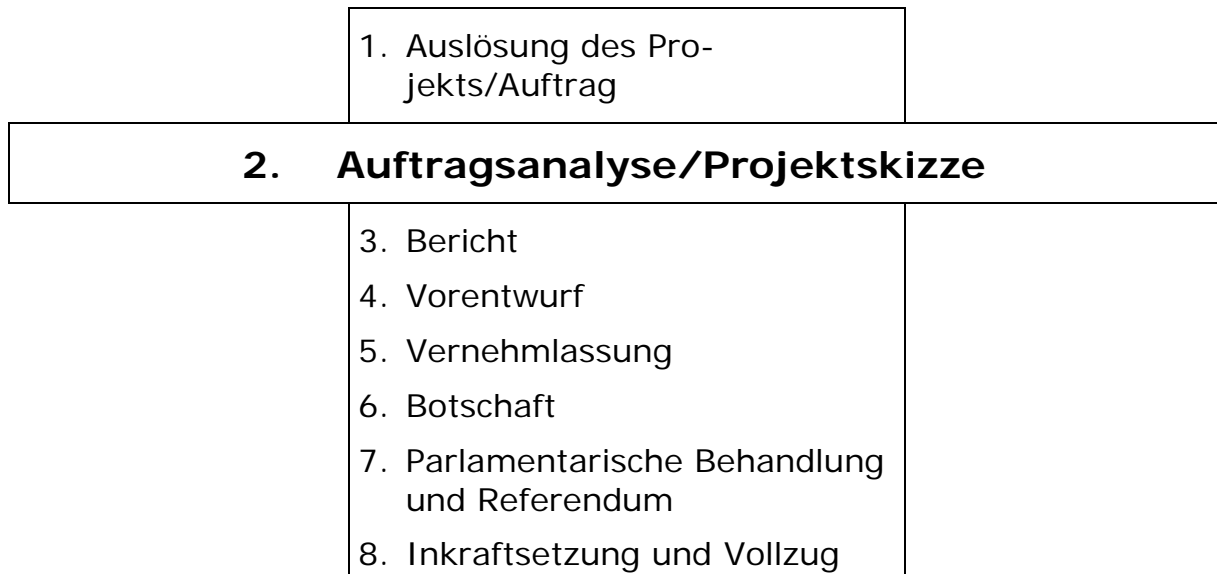 1. Auslösung des Pro-
jekts/Auftrag
2. Auftragsanalyse/Projektskizze
3. Bericht
4. Vorentwurf
5. Vernehmlassung
6. Botschaft
7. Parlamentarische Behandlung
und Referendum
8. Inkraftsetzung und Vollzug